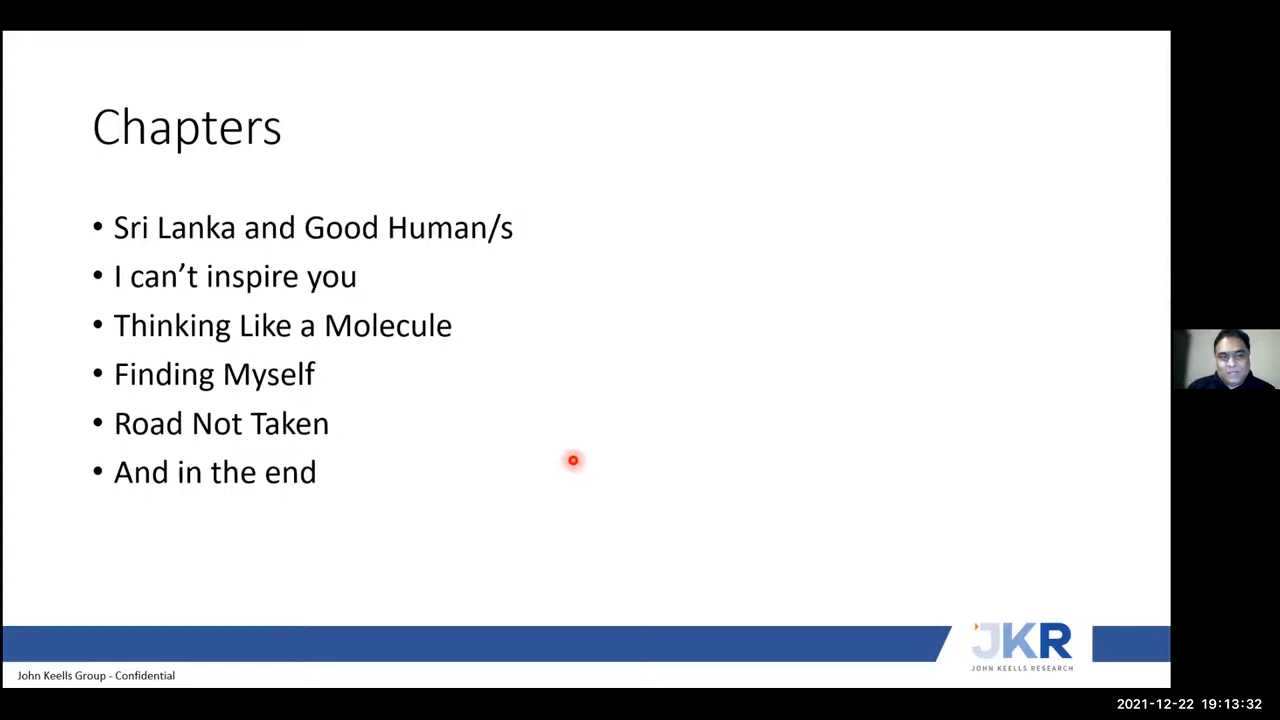 Chapters
• Sri Lanka and Good Human/s
• I can’t inspire you
• Thinking Like a Molecule
• Finding Myself
• Road Not Taken
• And in the end
JKR
JOHN KEELLS RESEARCH
John Keells Group - Confidential
2021-12-22 19:13:32